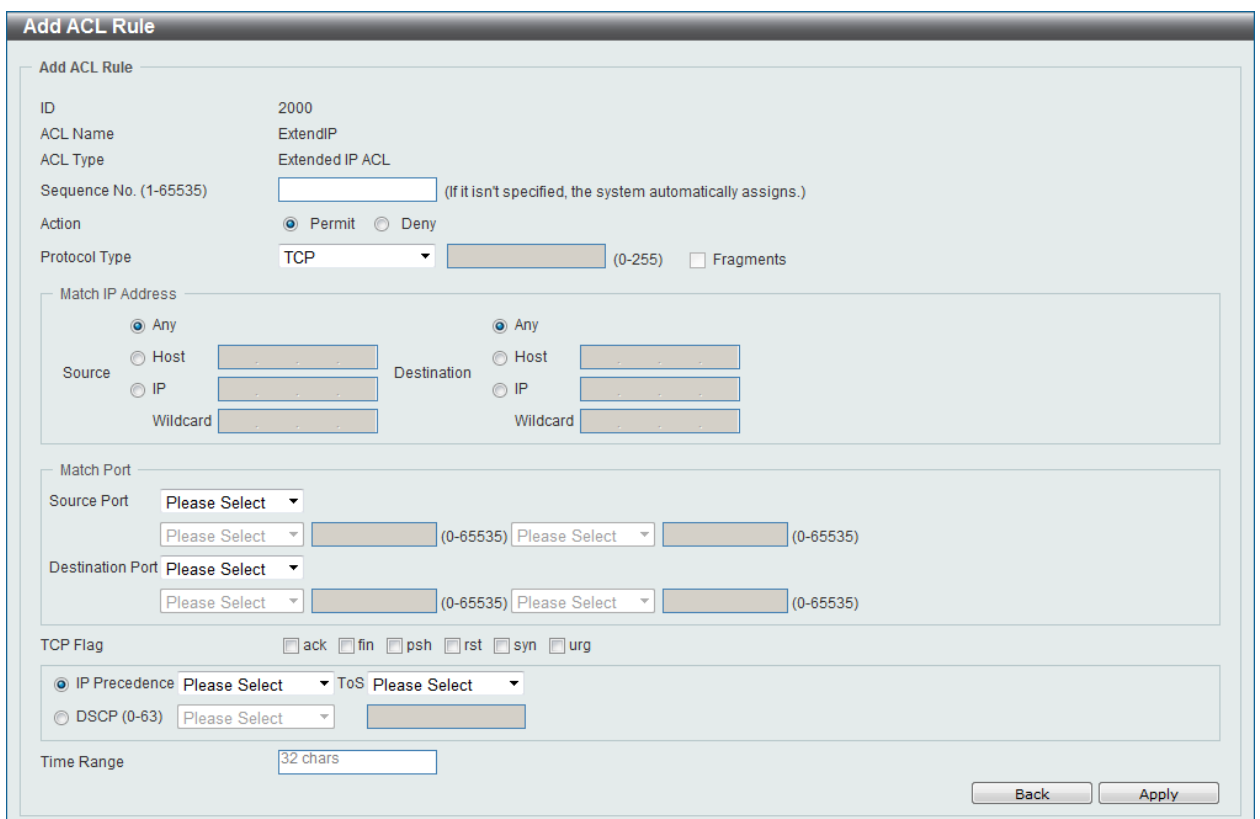 Add ACL Rule
Add ACL Rule
ID 2000
ACL Name ExtendIP
ACL Type Extended IP ACL
Sequence No. (1-65535) (If it isn't specified, the system automatically assigns.)
Action Permit Deny
Protocol Type TCP (0-255) Fragments
Match IP Address
Any Any
Host Host
Source Destination
IP IP
Wildcard Wildcard
Match Port
Source Port Please Select
Please Select (0-65535) Please Select (0-65535)
Destination Port Please Select
Please Select (0-65535) Please Select (0-65535)
TCP Flag ack fin psh rst syn urg
IP Precedence Please Select ToS Please Select
DSCP (0-63) Please Select
Time Range 32 chars
Back Apply